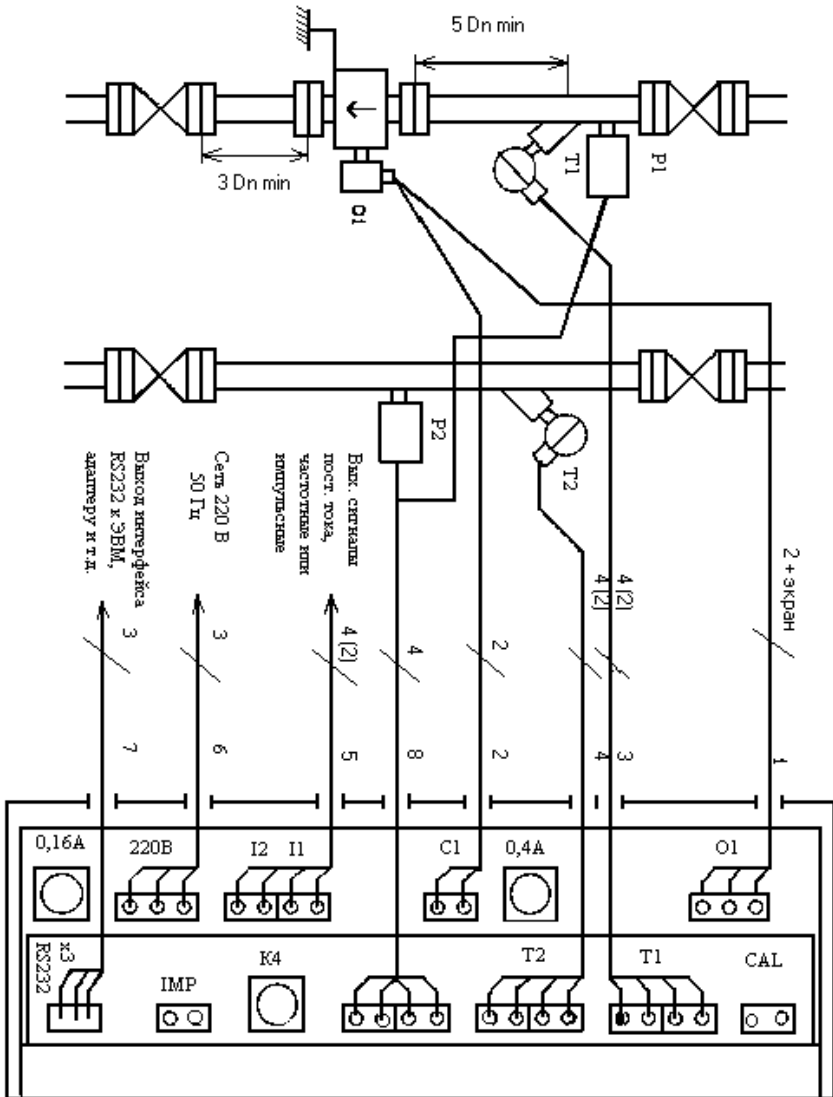 5 Dn min
3 Dn min
T1
P1
O1
P2
T2
Выход интерфейса
RS232 к ЭВМ,
адаптеру и т.д.
Сеть 220 В
50 Гц
Вых. сигналы
пост. тока,
частотные или
импульсные
2 + экран
3
3
4 (2)
4
2
4 (2)
4 (2)
7
6
5
8
2
4
3
1
0,16А
220В
I2
I1
C1
0,4А
O1
x3
RS232
IMP
К4
T2
T1
CAL